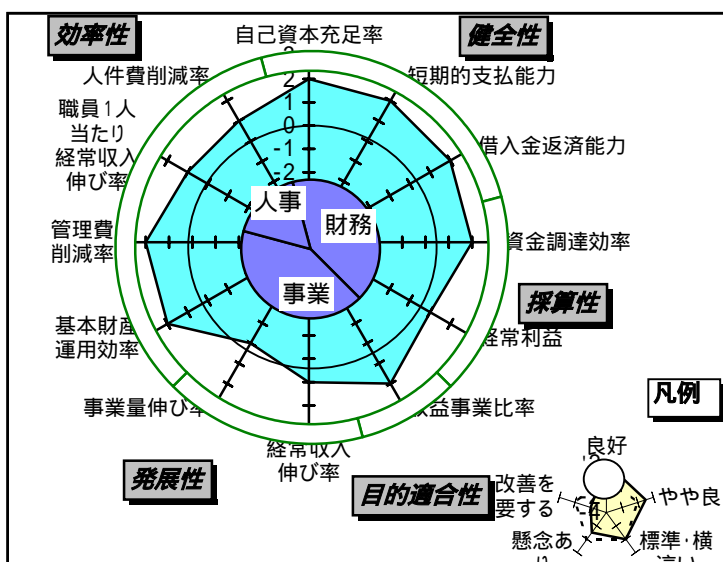 効率性
自己資本充足率
健全性
人件費削減率
短期的支払能力
職員1人
当たり
経常収入
伸び率
2
1
0
-1
-2
借入金返済能力
人事
財務
管理費
削減率
資金調達効率
事業
採算性
基本財産
運用効率
経常利益
事業量伸び率
収益事業比率
凡例
経常収入
伸び率
良好
発展性
目的適合性
改善を
要する
やや良
懸念あ
標準・横